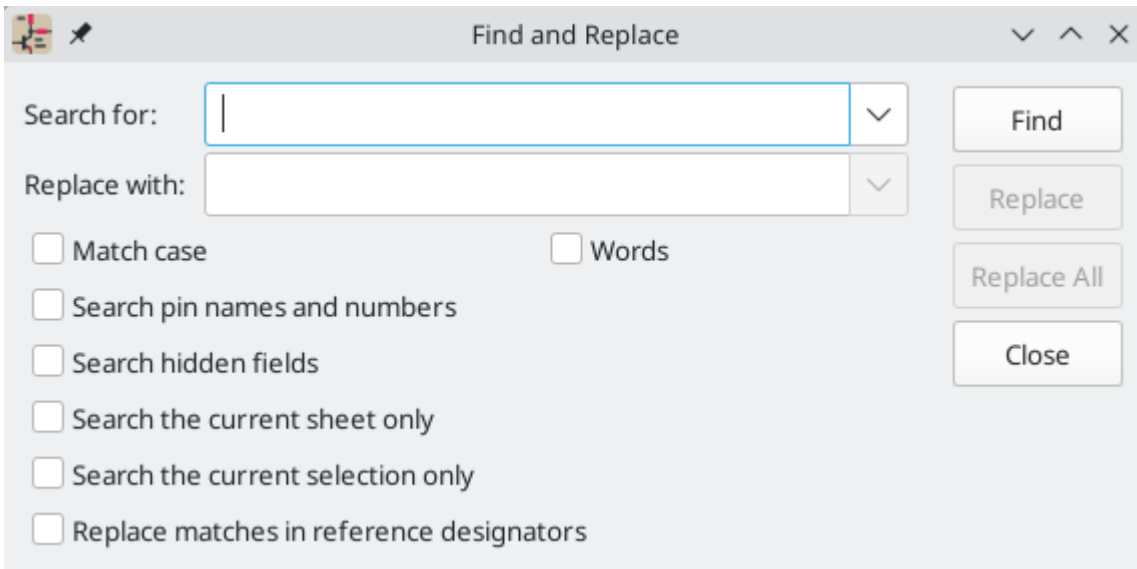 Find and Replace
Search for:
Find
Replace with:
Replace
Match case Words
Replace All
Search pin names and numbers
Search hidden fields
Close
Search the current sheet only
Search the current selection only
Replace matches in reference designators